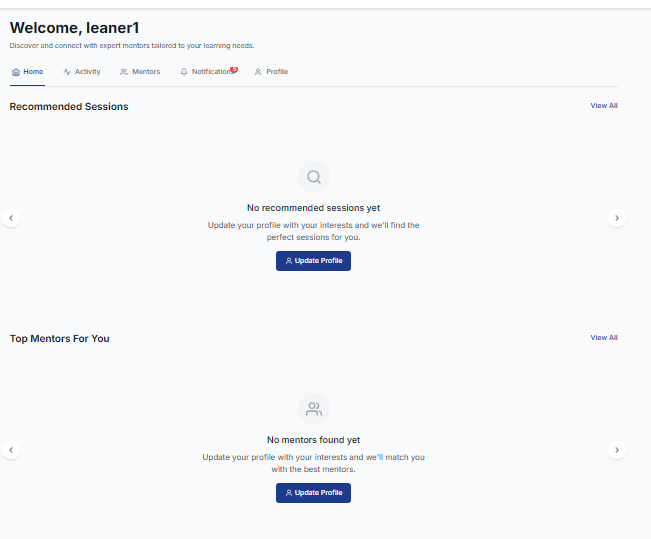 Welcome, leaner1
Discover and connect with expert mentors tailored to your learning needs.
Home Activity Mentors Notifications Profile
Recommended Sessions View All
No recommended sessions yet
Update your profile with your interests and we'll find the
perfect sessions for you.
Update Profile
Top Mentors For You View All
No mentors found yet
Update your profile with your interests and we'll match you
with the best mentors.
Update Profile